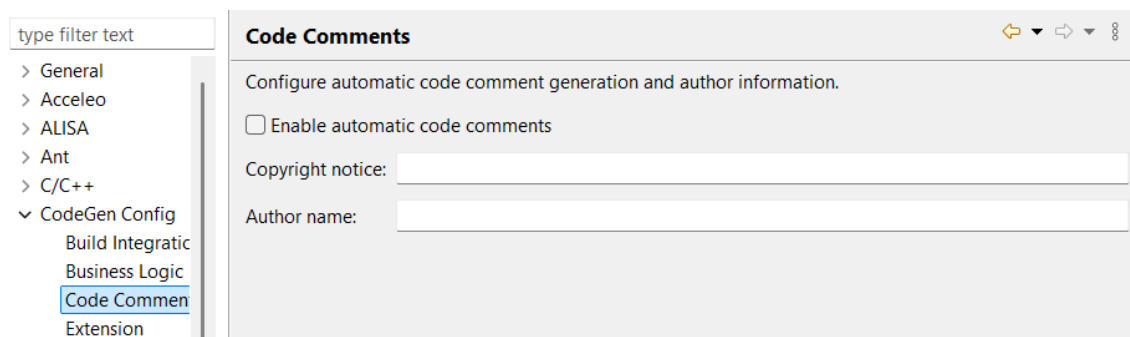 type filter text
General
Acceleo
ALISA
Ant
C/C++
CodeGen Config
Build Integratic
Business Logic
Code Commen
Extension
Code Comments
Configure automatic code comment generation and author information.
Enable automatic code comments
Copyright notice:
Author name: